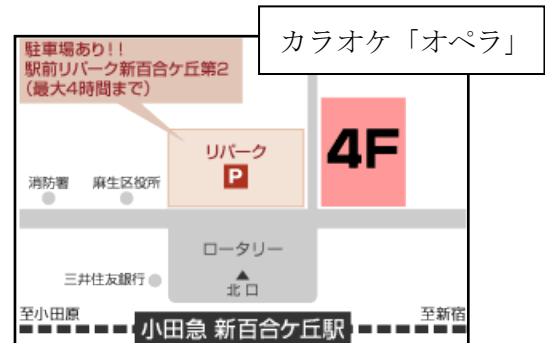 カラオケ「オペラ」
駐車場あり!!
駅前リパーク新百合ケ丘第2
(最大4時間まで)
リパーク
P
4F
消防署
麻生区役所
ロータリー
三井住友銀行
北口
至小田原
至新宿
小田急 新百合ケ丘駅